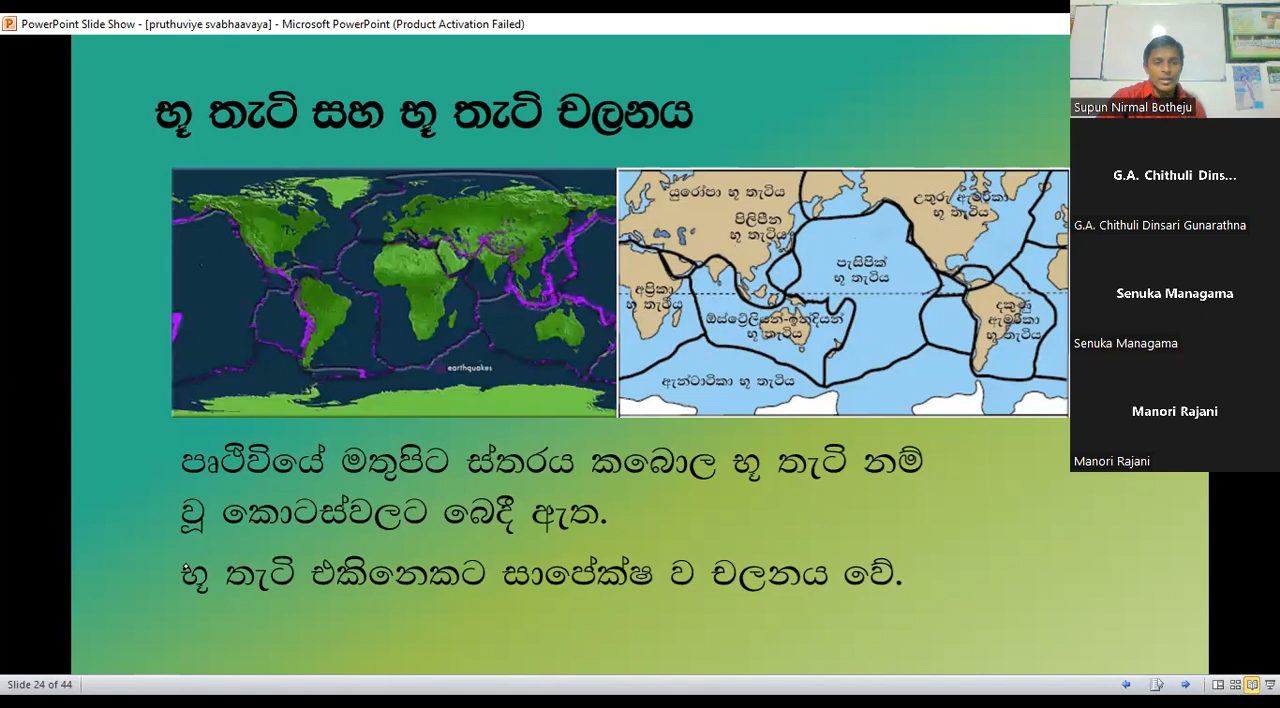 PowerPoint Slide Show - [pruthuviye svabhaavaya] - Microsoft PowerPoint (Product Activation Failed)
භූ තැටි සහ භූ තැටි චලනය
earthquakes
යුරෝපා භූ තැටිය
පිලිපීන
භූ තැටිය
උතුරු ඇමරිකා
භූ තැටිය
පැසිපික්
භූ තැටිය
අප්‍රිකා
භූ තැටිය
ඕස්ට්‍රේලියන්-ඉන්දියන්
භූ තැටිය
දකුණු
ඇමරිකා
භූ තැටිය
ඇන්ටාටිකා භූ තැටිය
පෘථිවියේ මතුපිට ස්තරය කබොල භූ තැටි නම්
වූ කොටස්වලට බෙදී ඇත.
භූ තැටි එකිනෙකට සාපේක්ෂ ව චලනය වේ.
Supun Nirmal Botheju
G.A. Chithuli Dins...
G.A. Chithuli Dinsari Gunarathna
Senuka Managama
Senuka Managama
Manori Rajani
Manori Rajani
Slide 24 of 44